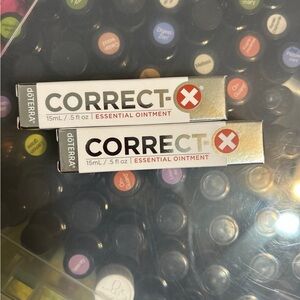 dōTERRA®
CORRECT-X®
15mL / .5 fl oz | ESSENTIAL OINTMENT
dōTERRA®
CORRECT-X
15mL / .5 fl oz | ESSENTIAL OINTMENT